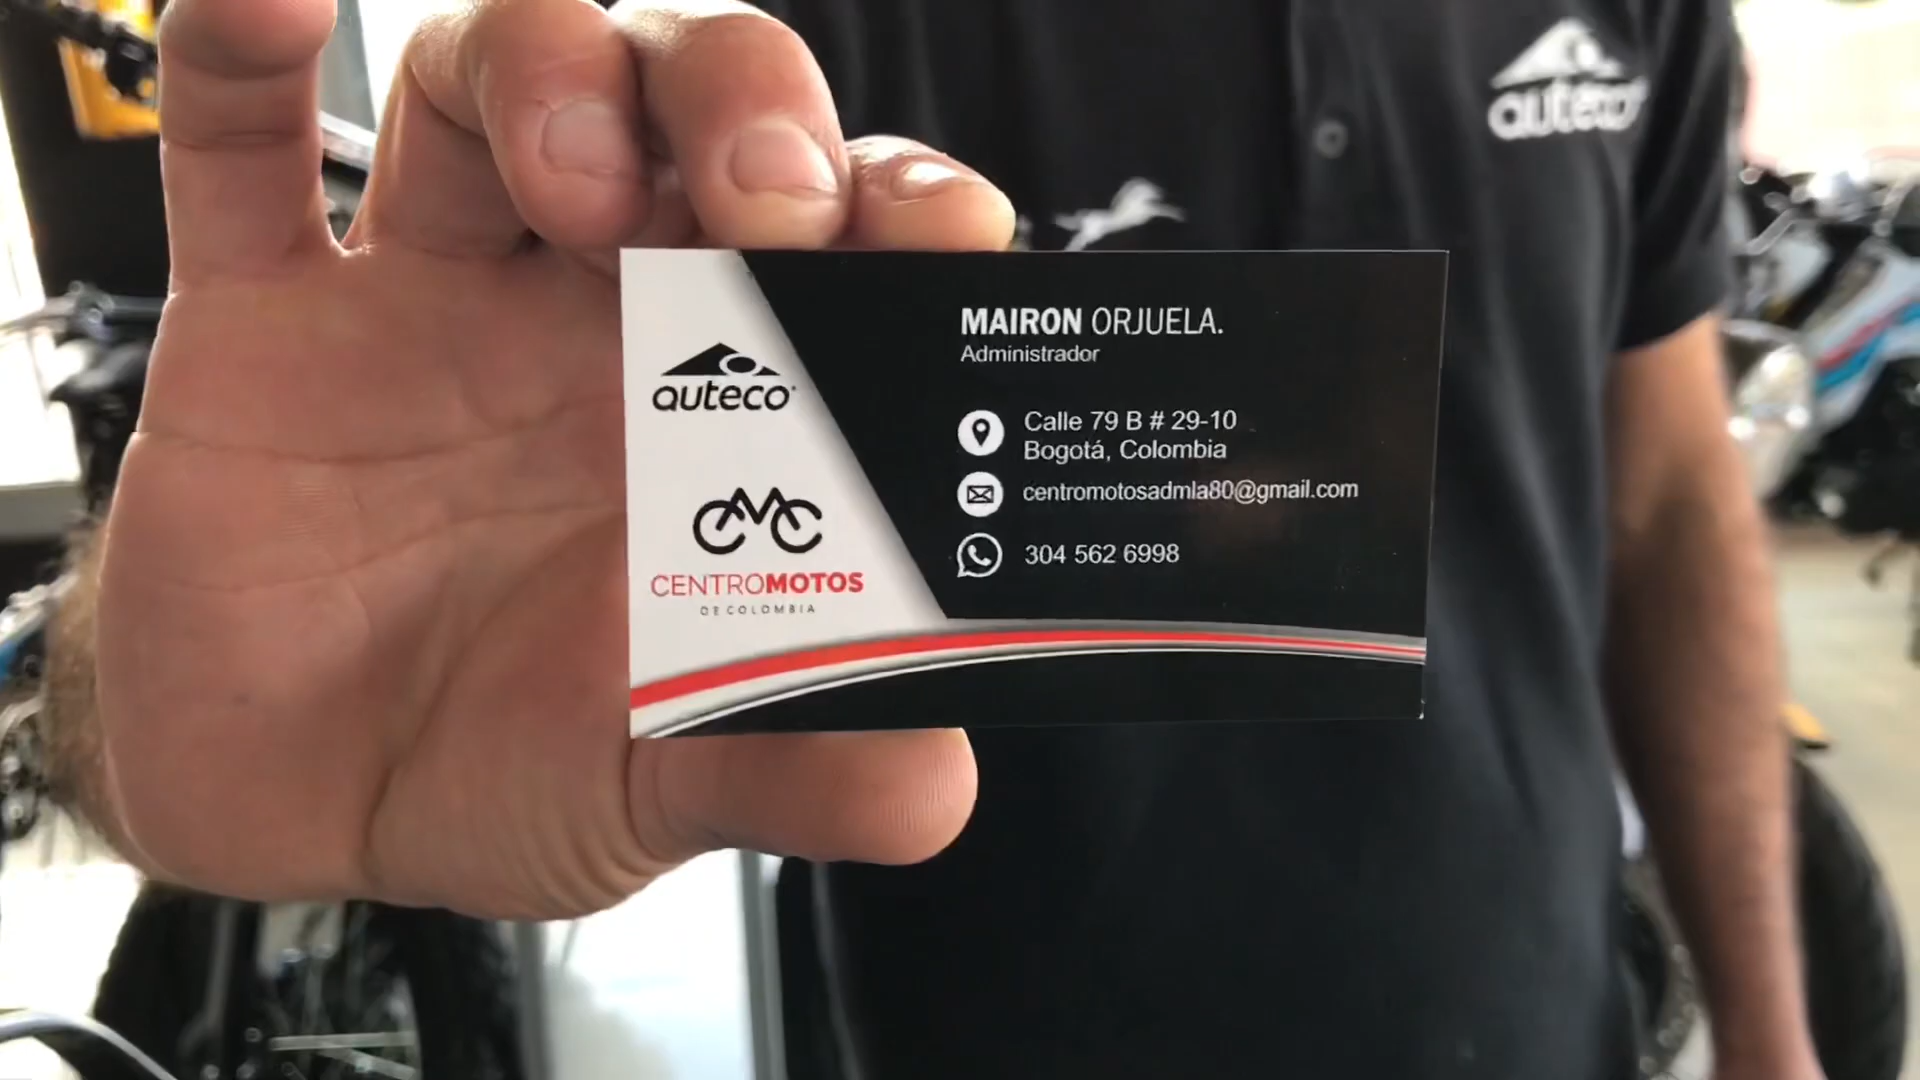 auteco
MAIRON ORJUELA.
Administrador
auteco
Calle 79 B # 29-10
Bogotá, Colombia
centromotosadmla80@gmail.com
304 562 6998
CMC
CENTROMOTOS
DE COLOMBIA